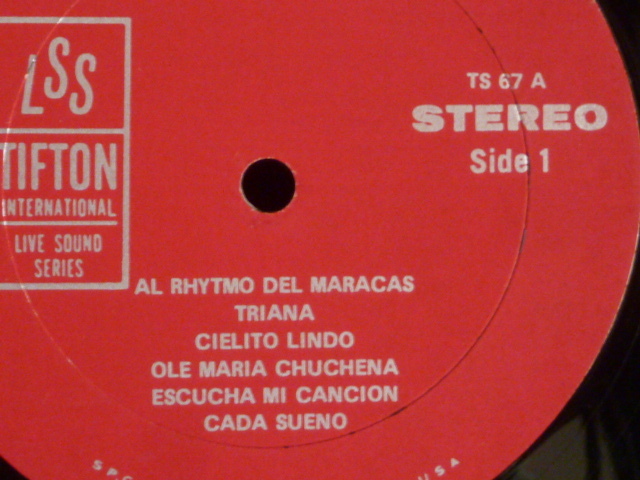 LSS
TIFTON
INTERNATIONAL
LIVE SOUND
SERIES
TS 67 A
STEREO
Side 1
AL RHYTMO DEL MARACAS
TRIANA
CIELITO LINDO
OLE MARIA CHUCHENA
ESCUCHA MI CANCION
CADA SUENO
USA